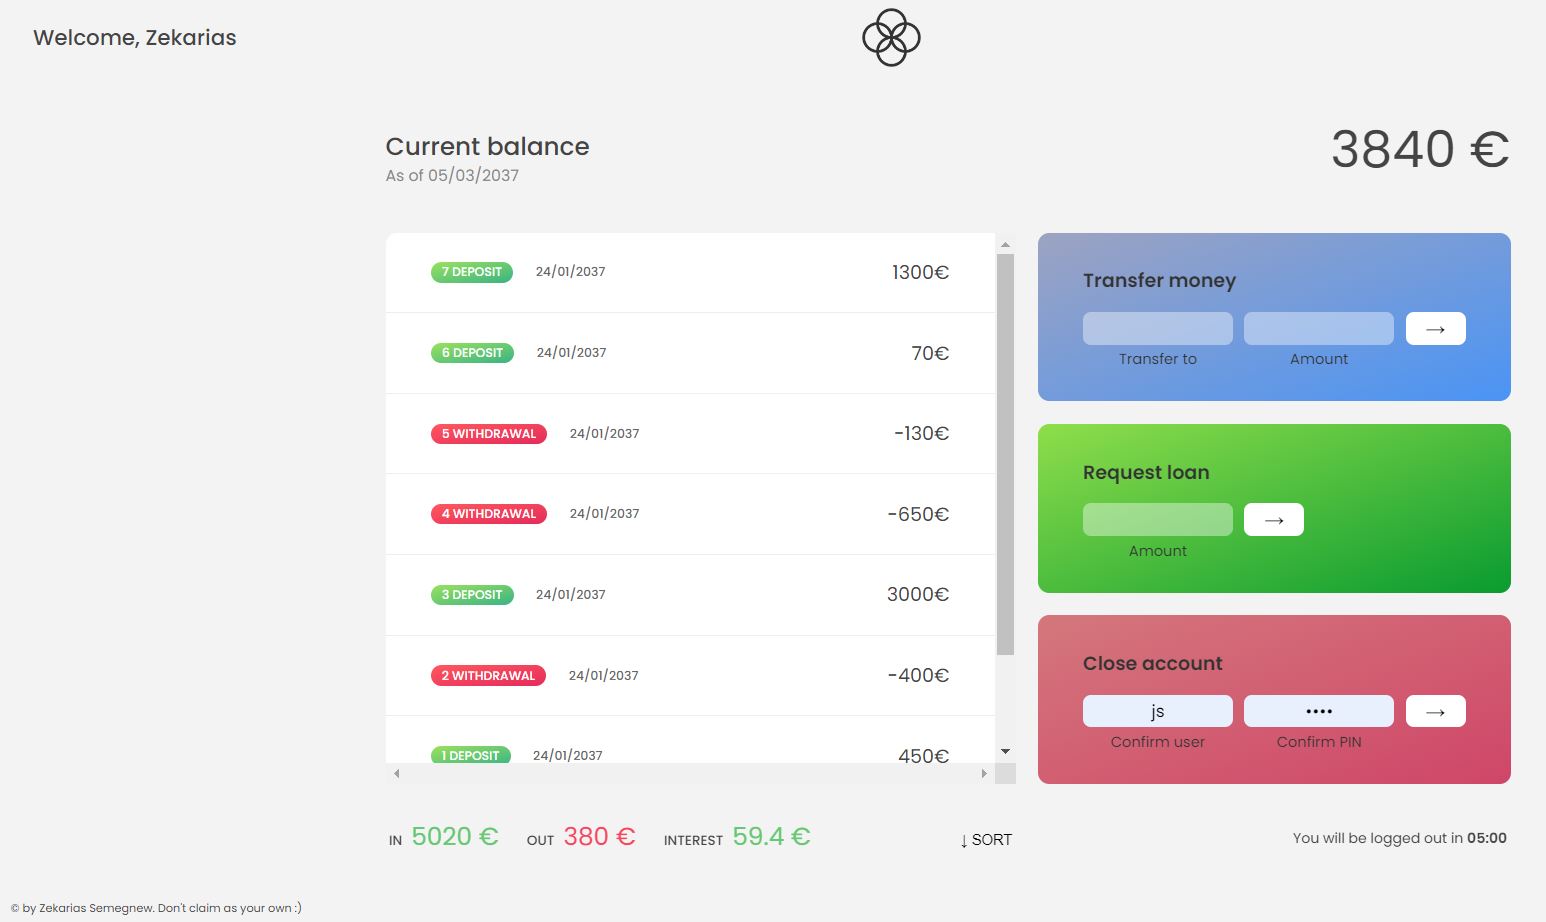 Welcome, Zekarias
Current balance
As of 05/03/2037
3840 €
7 DEPOSIT 24/01/2037 1300€
6 DEPOSIT 24/01/2037 70€
5 WITHDRAWAL 24/01/2037 -130€
4 WITHDRAWAL 24/01/2037 -650€
3 DEPOSIT 24/01/2037 3000€
2 WITHDRAWAL 24/01/2037 -400€
1 DEPOSIT 24/01/2037 450€
Transfer money
→
Transfer to Amount
Request loan
→
Amount
Close account
js •••• →
Confirm user Confirm PIN
IN 5020 € OUT 380 € INTEREST 59.4 € ↓ SORT
You will be logged out in 05:00
© by Zekarias Semegnew. Don't claim as your own :)